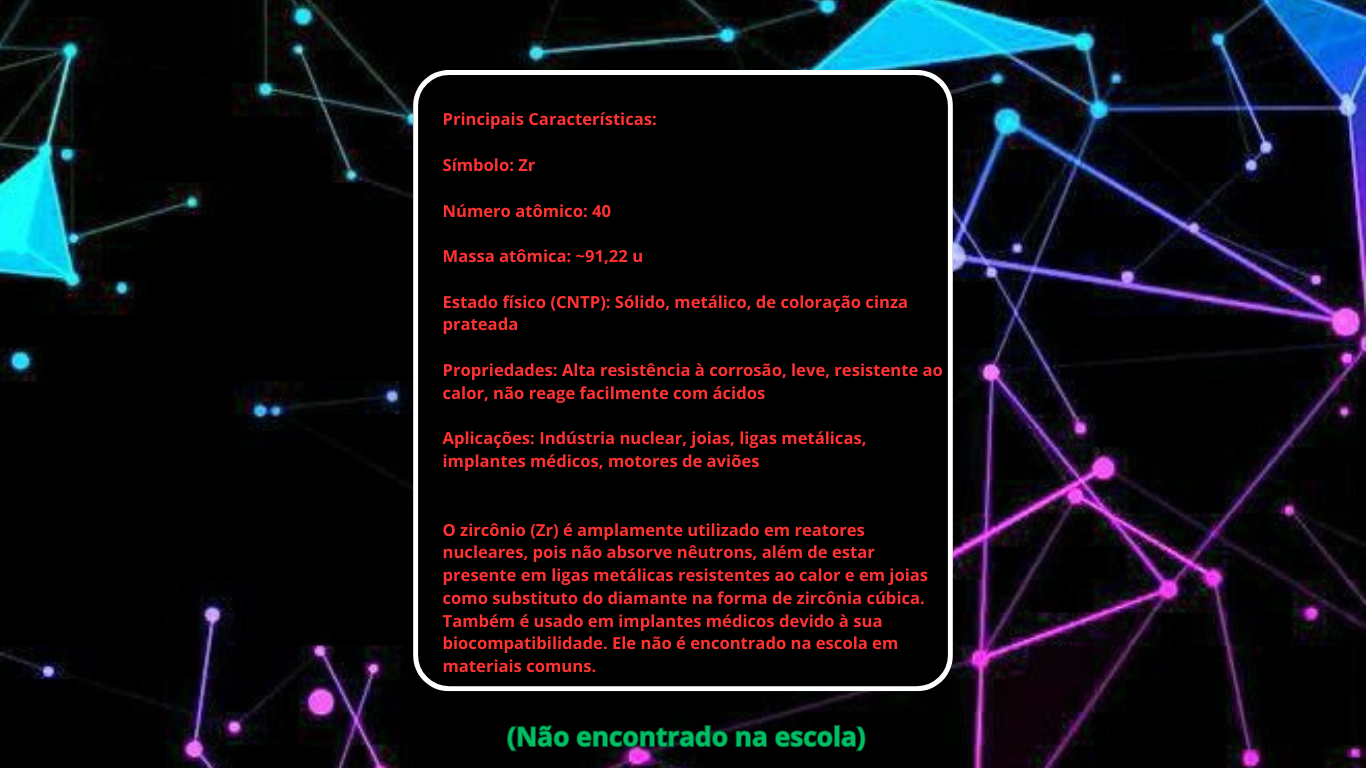 Principais Características:
Símbolo: Zr
Número atômico: 40
Massa atômica: ~91,22 u
Estado físico (CNTP): Sólido, metálico, de coloração cinza
prateada
Propriedades: Alta resistência à corrosão, leve, resistente ao
calor, não reage facilmente com ácidos
Aplicações: Indústria nuclear, joias, ligas metálicas,
implantes médicos, motores de aviões
O zircônio (Zr) é amplamente utilizado em reatores
nucleares, pois não absorve nêutrons, além de estar
presente em ligas metálicas resistentes ao calor e em joias
como substituto do diamante na forma de zircônia cúbica.
Também é usado em implantes médicos devido à sua
biocompatibilidade. Ele não é encontrado na escola em
materiais comuns.
(Não encontrado na escola)